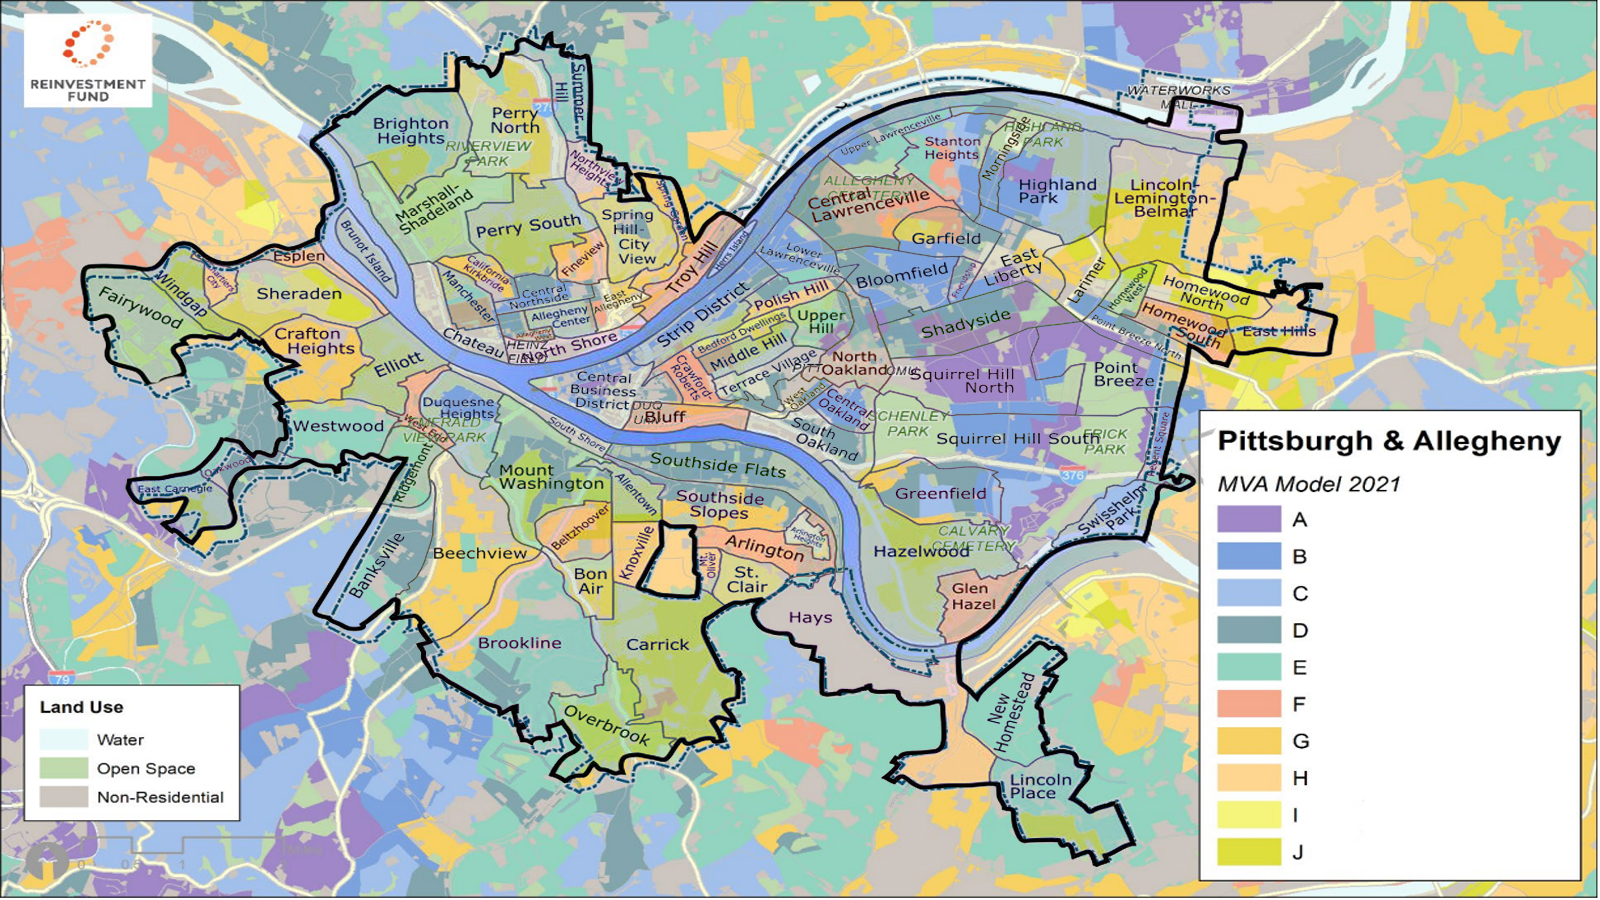 REINVESTMENT
FUND
Summer
Hill
Perry
North
Brighton
Heights
RIVERVIEW
PARK
Northview
Heights
WATERWORKS
MALL
Upper Lawrenceville
Stanton
Heights
Morningside
HIGHLAND
PARK
Highland
Park
Lincoln-
Lemington-
Belmar
ALLEGHENY
CEMETERY
Central
Lawrenceville
Marshall-
Shadeland
Perry South
Spring
Hill-
City
View
Spring Garden
Troy Hill
Herrs Island
Garfield
Brunot Island
Esplen
Windgap
Chartiers
City
Fairywood
Sheraden
California-
Kirkbride
Fineview
Manchester
Central
Northside
East
Allegheny
Allegheny
Center
Lower
Lawrenceville
Bloomfield
Friendship
East
Liberty
Larimer
Homewood
West
Homewood
North
Homewood
South
East Hills
Strip District
Polish Hill
Upper
Hill
Bedford Dwellings
Middle Hill
Shadyside
Point Breeze North
Crafton
Heights
Chateau
HEINZ
FIELD
North Shore
Elliott
Central
Business
District
Crawford-
Roberts
Terrace Village
PITT
North
Oakland
CMU
Squirrel Hill
North
Point
Breeze
Duquesne
Heights
DUQ
UNI
Bluff
West
Oakland
Central
Oakland
South
Oakland
SCHENLEY
PARK
Squirrel Hill South
FRICK
PARK
Regent Square
Westwood
West End
EMERALD
VIEW PARK
South Shore
Ridgemont
Oakwood
East Carnegie
Mount
Washington
Southside Flats
Allentown
Southside
Slopes
Greenfield
376
Swisshelm
Park
CALVARY
CEMETERY
Hazelwood
Banksville
Beechview
Beltzhoover
Knoxville
Mt.
Oliver
Arlington
Arlington
Heights
Bon
Air
St.
Clair
Glen
Hazel
Hays
Brookline
Carrick
Overbrook
New
Homestead
Lincoln
Place
79
Pittsburgh & Allegheny
MVA Model 2021
A
B
C
D
E
F
G
H
I
J
Land Use
Water
Open Space
Non-Residential